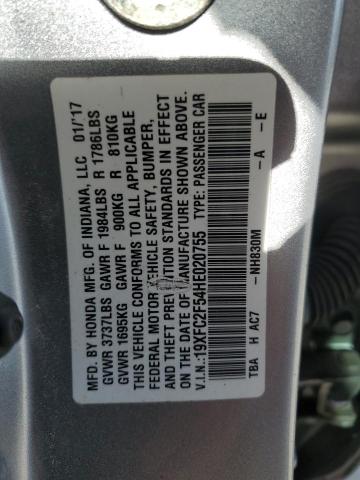 MFD. BY HONDA MFG. OF INDIANA, LLC 01/'17
GVWR 3737LBS GAWR F 1984LBS R 1786LBS
GVWR 1695KG GAWR F 900KG R 810KG
THIS VEHICLE CONFORMS TO ALL APPLICABLE
FEDERAL MOTOR VEHICLE SAFETY, BUMPER,
AND THEFT PREVENTION STANDARDS IN EFFECT
ON THE DATE OF MANUFACTURE SHOWN ABOVE.
V.I.N.:19XFC2F54HE020755 TYPE: PASSENGER CAR
TBA H AC7 -NH830M -A -E